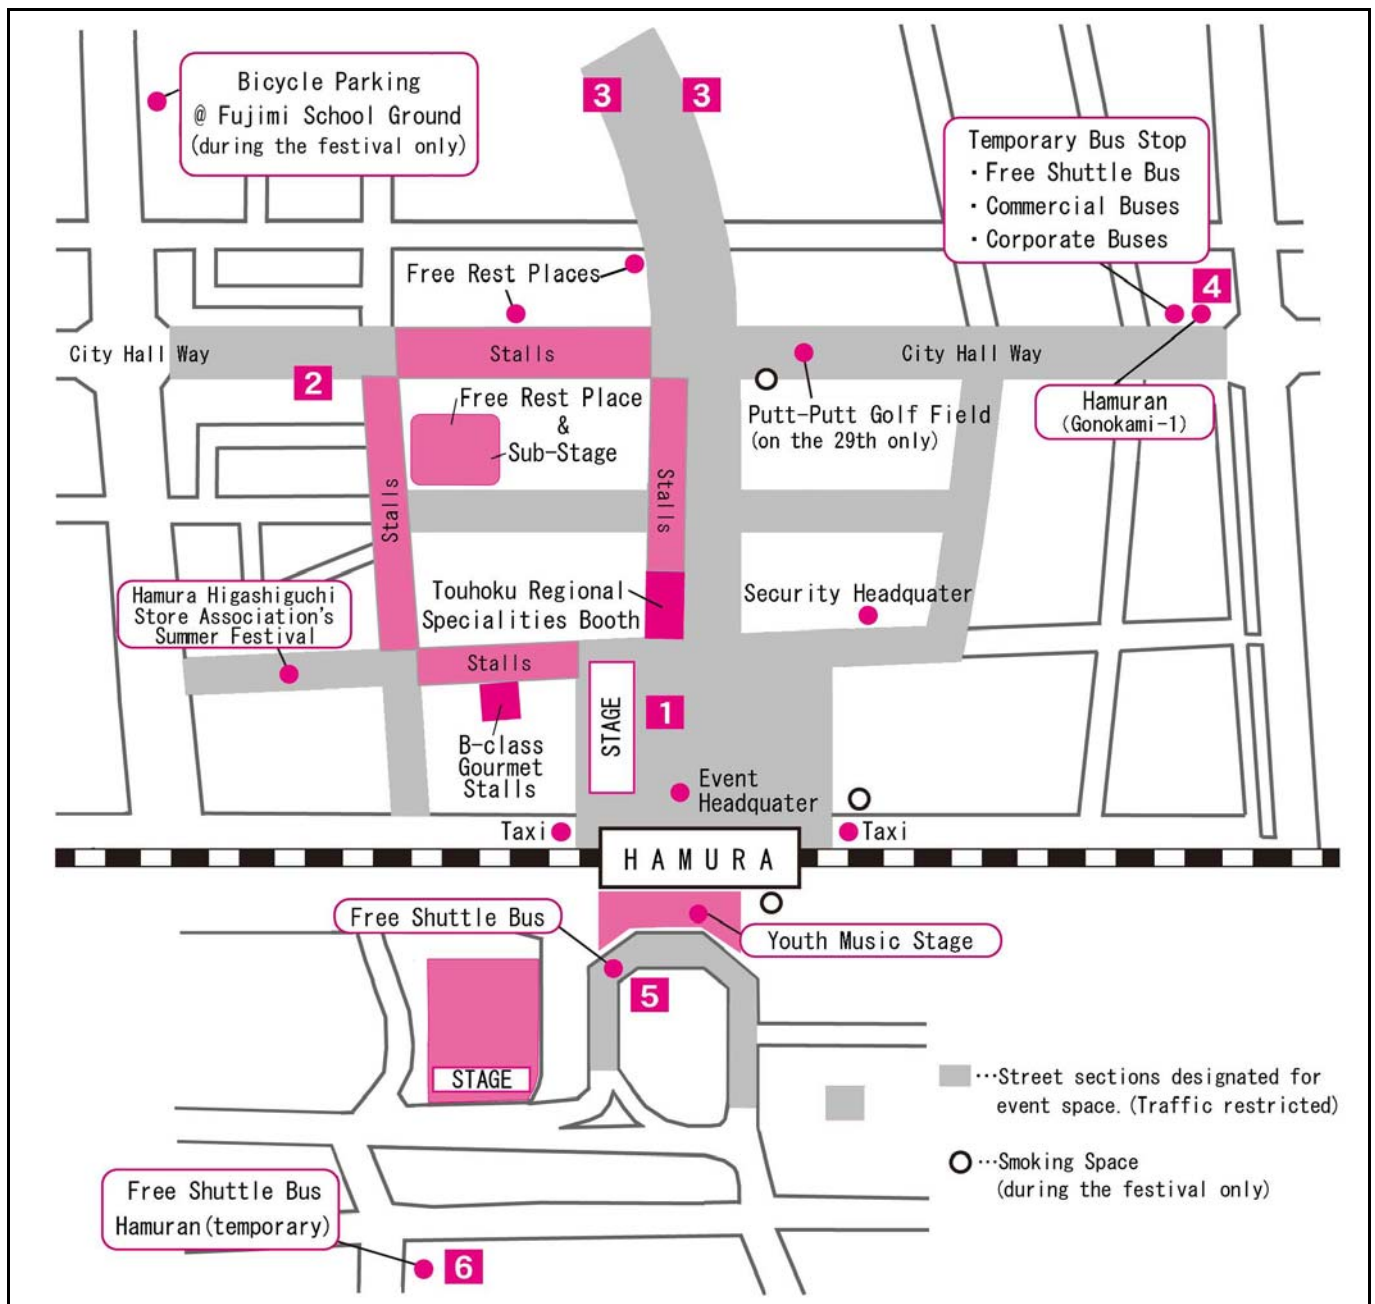 Bicycle Parking
@ Fujimi School Ground
(during the festival only)
3
3
Temporary Bus Stop
・Free Shuttle Bus
・Commercial Buses
・Corporate Buses
Free Rest Places
4
City Hall Way
Stalls
City Hall Way
2
Free Rest Place
&
Sub-Stage
Putt-Putt Golf Field
(on the 29th only)
Hamuran
(Gonokami-1)
Stalls
Stalls
Hamura Higashiguchi
Store Association's
Summer Festival
Touhoku Regional
Specialities Booth
Security Headquater
Stalls
STAGE
1
B-class
Gourmet
Stalls
Event
Headquater
Taxi
Taxi
HAMURA
Free Shuttle Bus
Youth Music Stage
5
STAGE
…Street sections designated for
event space.(Traffic restricted)
…Smoking Space
(during the festival only)
Free Shuttle Bus
Hamuran(temporary)
6